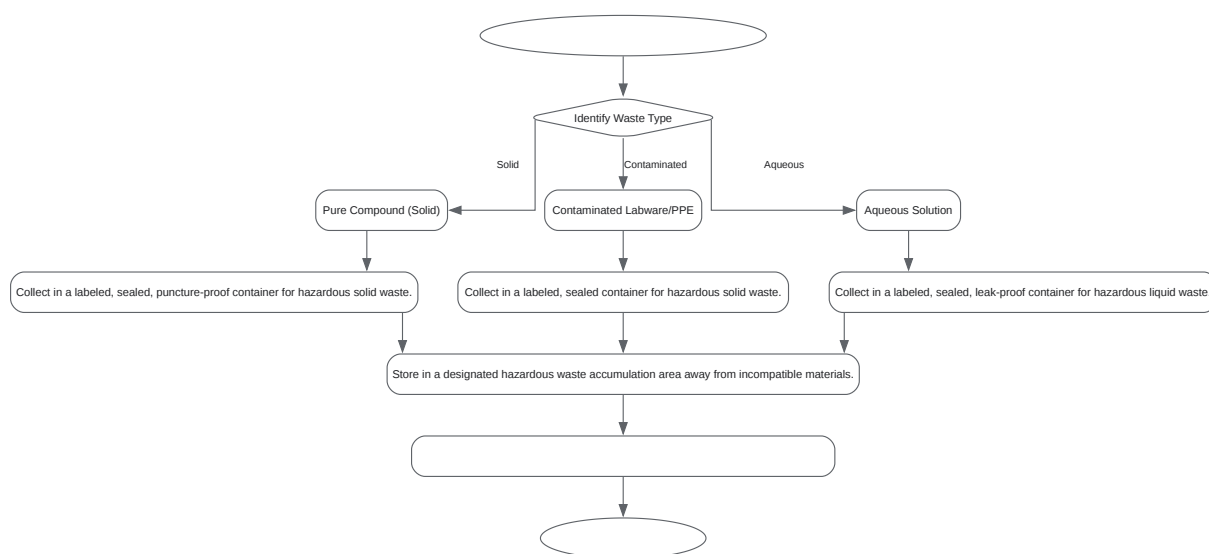 Identify Waste Type
Solid
Contaminated
Aqueous
Pure Compound (Solid)
Contaminated Labware/PPE
Aqueous Solution
Collect in a labeled, sealed, puncture-proof container for hazardous solid waste.
Collect in a labeled, sealed container for hazardous solid waste.
Collect in a labeled, sealed, leak-proof container for hazardous liquid waste.
Store in a designated hazardous waste accumulation area away from incompatible materials.